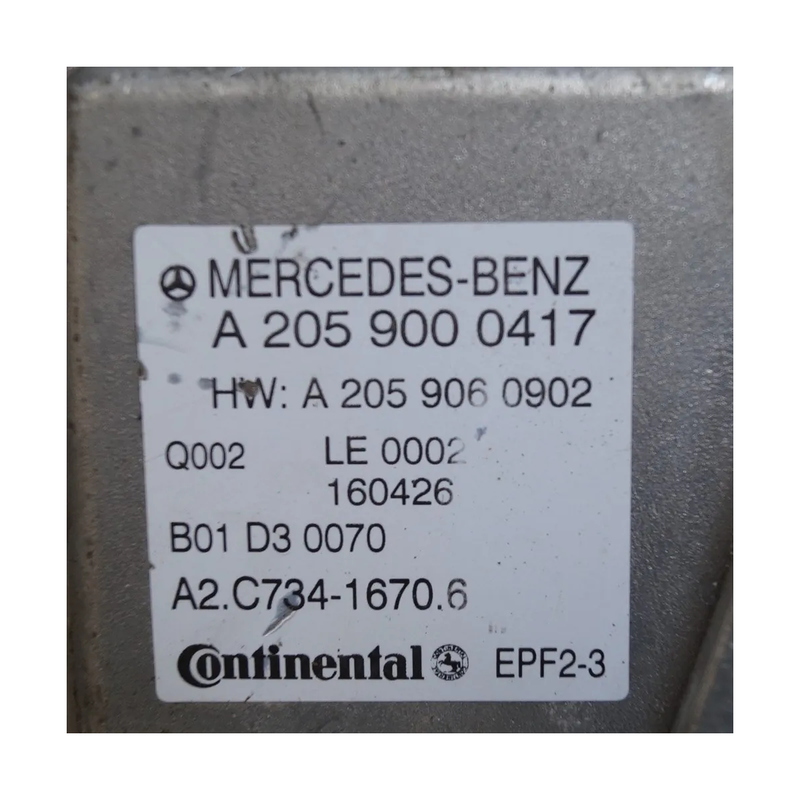 MERCEDES-BENZ
A 205 900 0417
HW: A 205 906 0902
Q002 LE 0002
160426
B01 D3 0070
A2.C734-1670.6
Continental EPF2-3